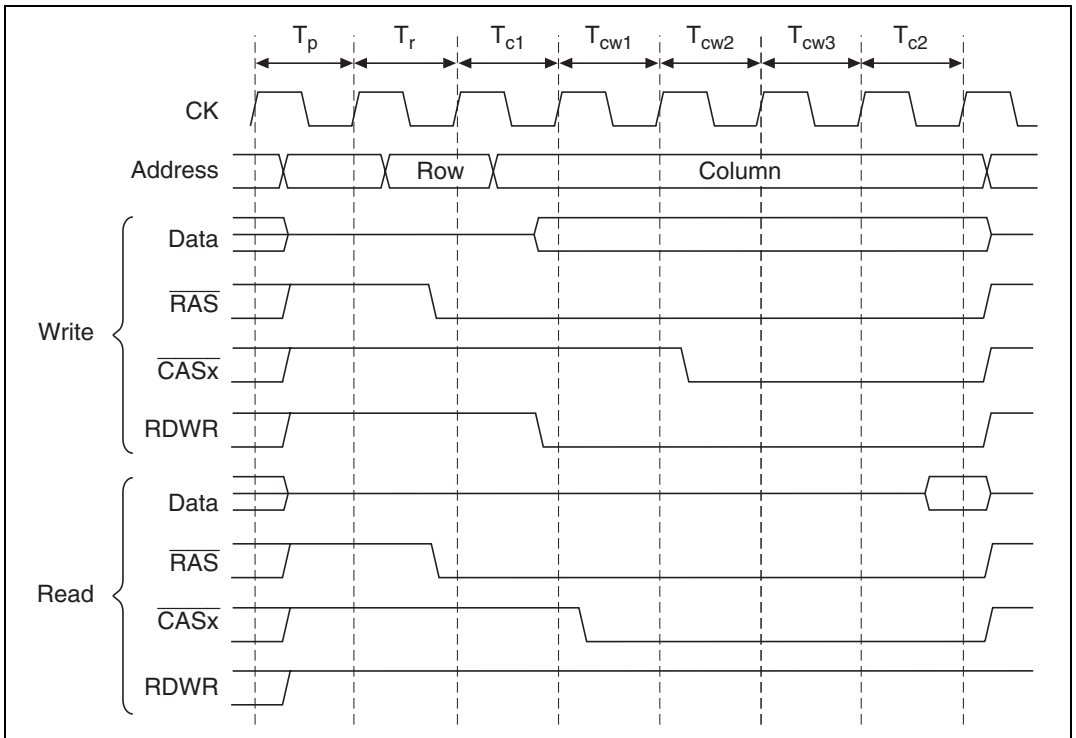 Tp Tr Tc1 Tcw1 Tcw2 Tcw3 Tc2
CK
Address Row Column
Data
RAS
Write
CASx
RDWR
Data
RAS
Read
CASx
RDWR